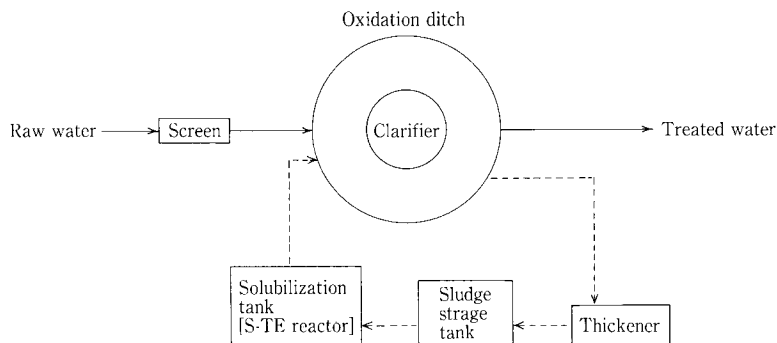 Oxidation ditch
Raw water
Screen
Clarifier
Treated water
Solubilization
tank
[S-TE reactor]
Sludge
strage
tank
Thickener